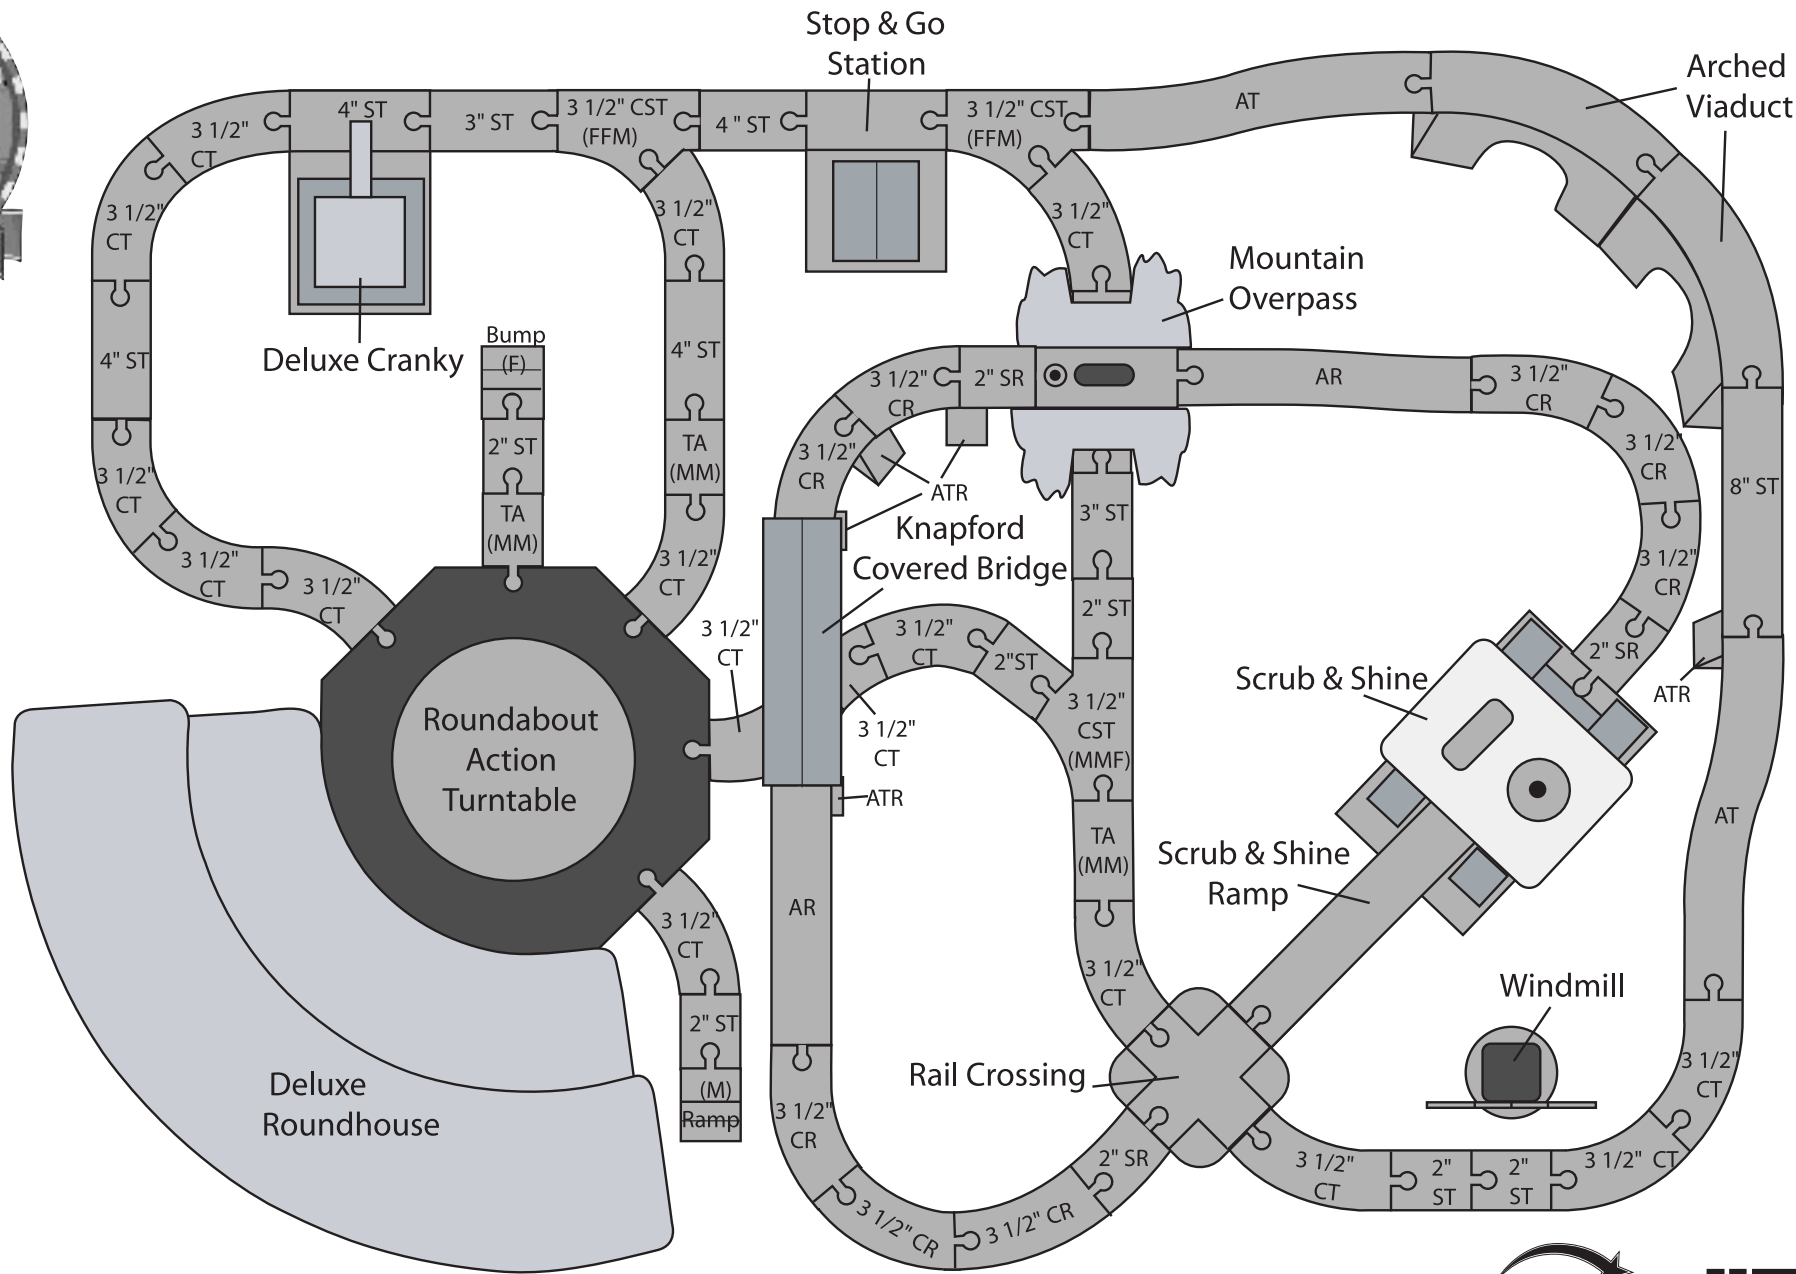 Stop & Go
Station
Arched
Viaduct
4" ST
3" ST
3 1/2" CST
(FFM)
4 " ST
3 1/2" CST
(FFM)
AT
3 1/2"
CT
3 1/2"
CT
3 1/2"
CT
3 1/2"
CT
Mountain
Overpass
Deluxe Cranky
Bump
(F)
4" ST
4" ST
3 1/2"
CR
2" SR
AR
3 1/2"
CR
2" ST
TA
(MM)
3 1/2"
CR
3 1/2"
CR
8" ST
3 1/2"
CT
ATR
TA
(MM)
Knapford
Covered Bridge
3" ST
3 1/2"
CT
3 1/2"
CT
3 1/2"
CT
3 1/2"
CR
2" ST
3 1/2"
CT
3 1/2"
CT
2"ST
2" SR
Scrub & Shine
ATR
Roundabout
Action
Turntable
3 1/2"
CT
3 1/2"
CST
(MMF)
ATR
TA
(MM)
AT
Scrub & Shine
Ramp
AR
3 1/2"
CT
3 1/2"
CT
Windmill
2" ST
(M)
Ramp
Deluxe
Roundhouse
Rail Crossing
3 1/2"
CT
3 1/2"
CR
2" SR
3 1/2"
CT
2"
ST
2"
ST
3 1/2" CT
3 1/2" CR
3 1/2" CR